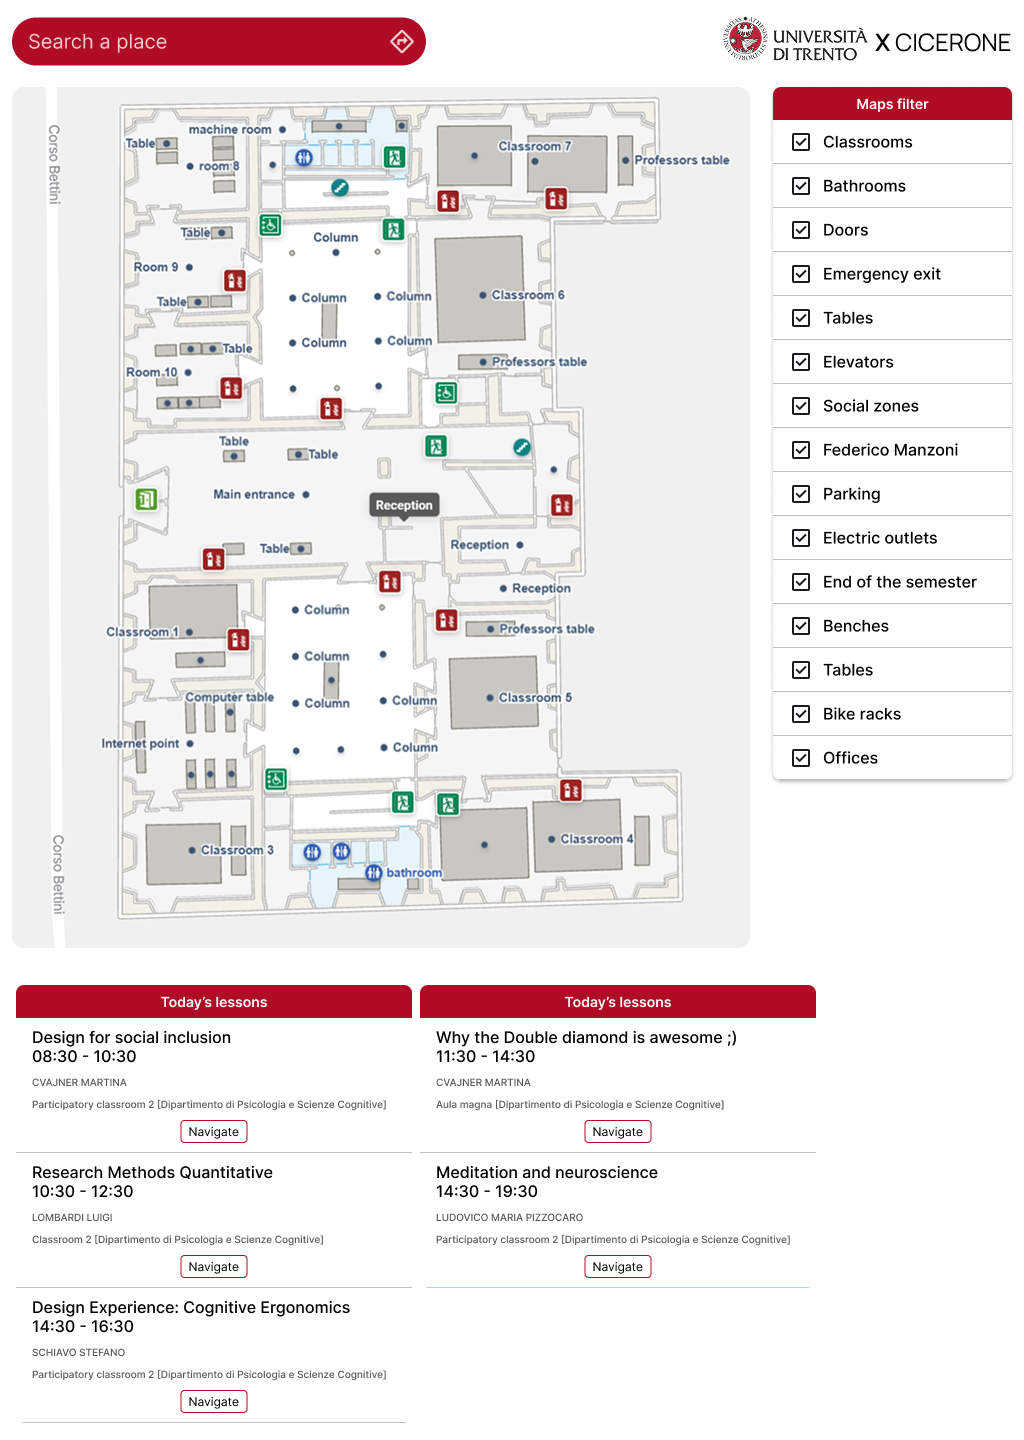 Search a place
UNIVERSITÀ
DI TRENTO
X CICERONE
Corso Bettini
machine room
Table
room 8
Classroom 7
Professors table
Table
Column
Room 9
Column
Column
Classroom 6
Table
Column
Column
Table
Professors table
Room 10
Table
Table
Main entrance
Reception
Table
Reception
Reception
Column
Classroom 1
Professors table
Column
Computer table
Column
Column
Classroom 5
Internet point
Column
Corso Bettini
Classroom 3
Classroom 4
bathroom
Maps filter
Classrooms
Bathrooms
Doors
Emergency exit
Tables
Elevators
Social zones
Federico Manzoni
Parking
Electric outlets
End of the semester
Benches
Tables
Bike racks
Offices
Today's lessons
Design for social inclusion
08:30 - 10:30
CVAJNER MARTINA
Participatory classroom 2 [Dipartimento di Psicologia e Scienze Cognitive]
Navigate
Research Methods Quantitative
10:30 - 12:30
LOMBARDI LUIGI
Classroom 2 [Dipartimento di Psicologia e Scienze Cognitive]
Navigate
Design Experience: Cognitive Ergonomics
14:30 - 16:30
SCHIAVO STEFANO
Participatory classroom 2 [Dipartimento di Psicologia e Scienze Cognitive]
Navigate
Today's lessons
Why the Double diamond is awesome ;)
11:30 - 14:30
CVAJNER MARTINA
Aula magna [Dipartimento di Psicologia e Scienze Cognitive]
Navigate
Meditation and neuroscience
14:30 - 19:30
LUDOVICO MARIA PIZZOCARO
Participatory classroom 2 [Dipartimento di Psicologia e Scienze Cognitive]
Navigate